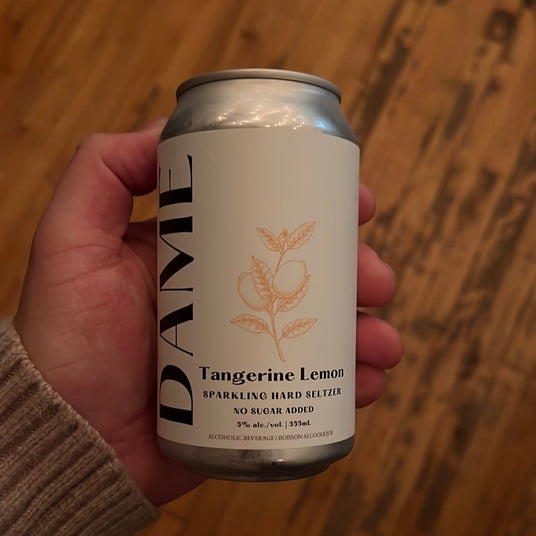 DAME
Tangerine Lemon
SPARKLING HARD SELTZER
NO SUGAR ADDED
5% alc./vol. | 355mL
ALCOHOLIC BEVERAGE / BOISSON ALCOOLIQUE